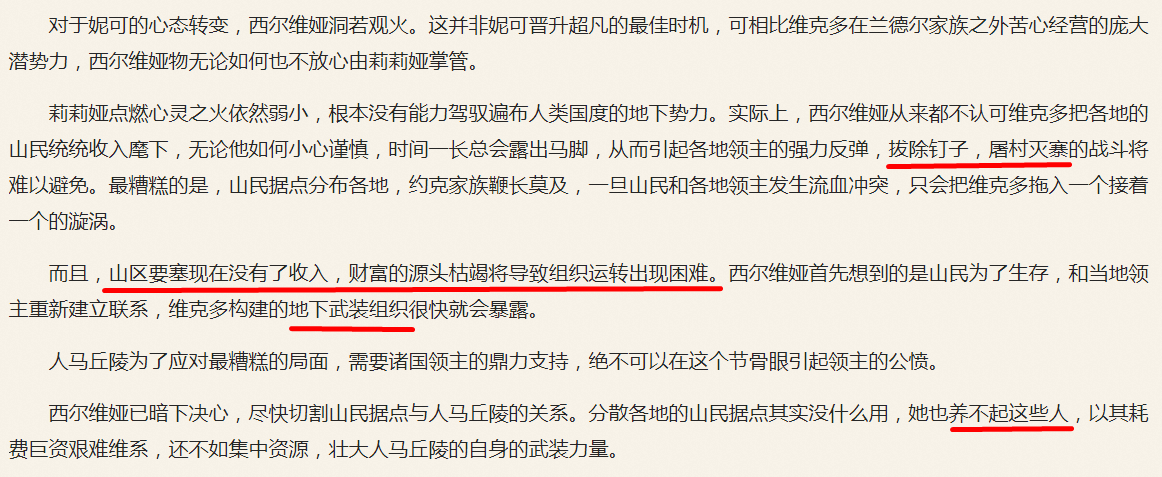 对于妮可的心态转变，西尔维娅洞若观火。这并非妮可晋升超凡的最佳时机，可相比维克多在兰德尔家族之外苦心经营的庞大
潜势力，西尔维娅物无论如何也不放心由莉莉娅掌管。
莉莉娅点燃心灵之火依然弱小，根本没有能力驾驭遍布人类国度的地下势力。实际上，西尔维娅从来都不认可维克多把各地的
山民统统收入麾下，无论他如何小心谨慎，时间一长总会露出马脚，从而引起各地领主的强力反弹，拔除钉子，屠村灭寨的战斗将
难以避免。最糟糕的是，山民据点分布各地，约克家族鞭长莫及，一旦山民和各地领主发生流血冲突，只会把维克多拖入一个接着
一个的漩涡。
而且，山区要塞现在没有了收入，财富的源头枯竭将导致组织运转出现困难。西尔维娅首先想到的是山民为了生存，和当地领
主重新建立联系，维克多构建的地下武装组织很快就会暴露。
人马丘陵为了应对最糟糕的局面，需要诸国领主的鼎力支持，绝不可以在这个节骨眼引起领主的公愤。
西尔维娅已暗下决心，尽快切割山民据点与人马丘陵的关系。分散各地的山民据点其实没什么用，她也养不起这些人，以其耗
费巨资艰难维系，还不如集中资源，壮大人马丘陵的自身的武装力量。